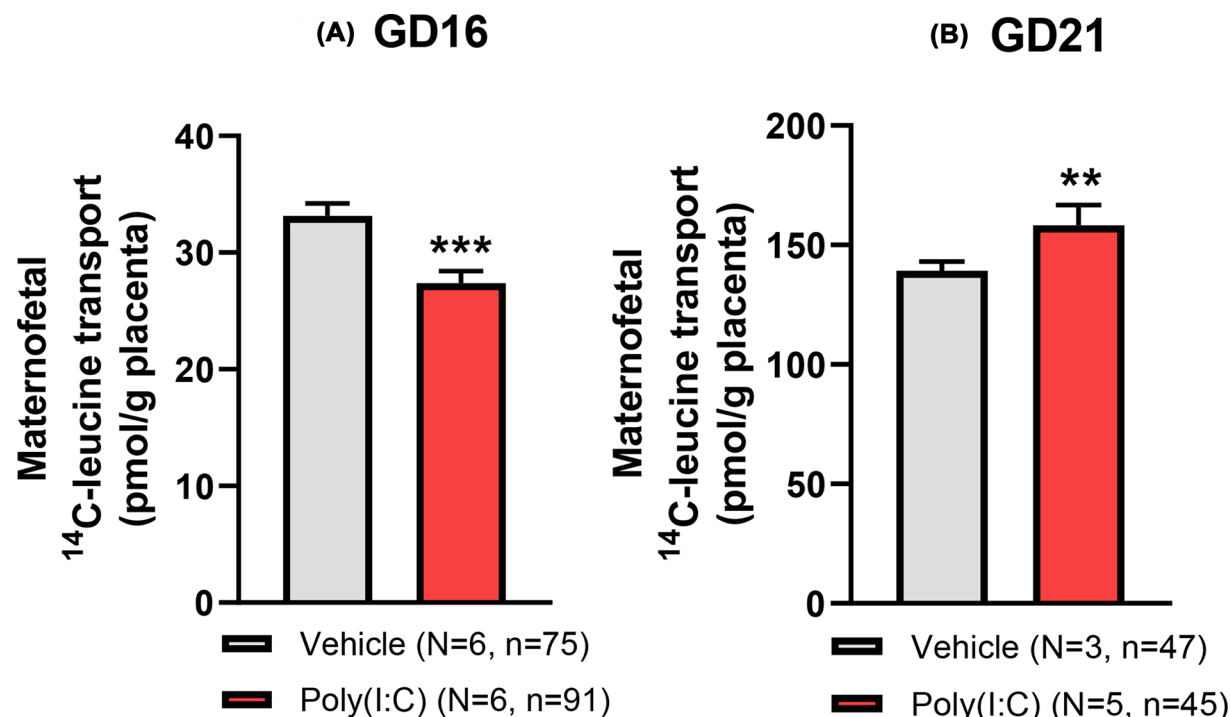 (A) GD16
Maternofetal
¹⁴C-leucine transport
(pmol/g placenta)
40
30
20
10
0
***
Vehicle (N=6, n=75)
Poly(I:C) (N=6, n=91)
(B) GD21
Maternofetal
¹⁴C-leucine transport
(pmol/g placenta)
200
150
100
50
0
**
Vehicle (N=3, n=47)
Poly(I:C) (N=5, n=45)